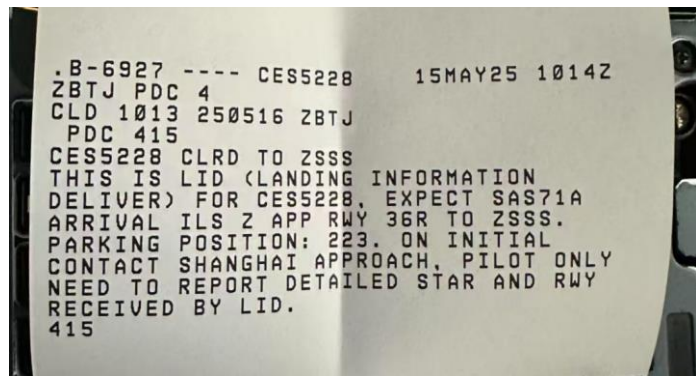 .B-6927 ---- CES5228 15MAY25 1014Z
ZBTJ PDC 4
CLD 1013 250516 ZBTJ
PDC 415
CES5228 CLRD TO ZSSS
THIS IS LID (LANDING INFORMATION
DELIVER) FOR CES5228, EXPECT SAS71A
ARRIVAL ILS Z APP RWY 36R TO ZSSS.
PARKING POSITION: 223. ON INITIAL
CONTACT SHANGHAI APPROACH, PILOT ONLY
NEED TO REPORT DETAILED STAR AND RWY
RECEIVED BY LID.
415